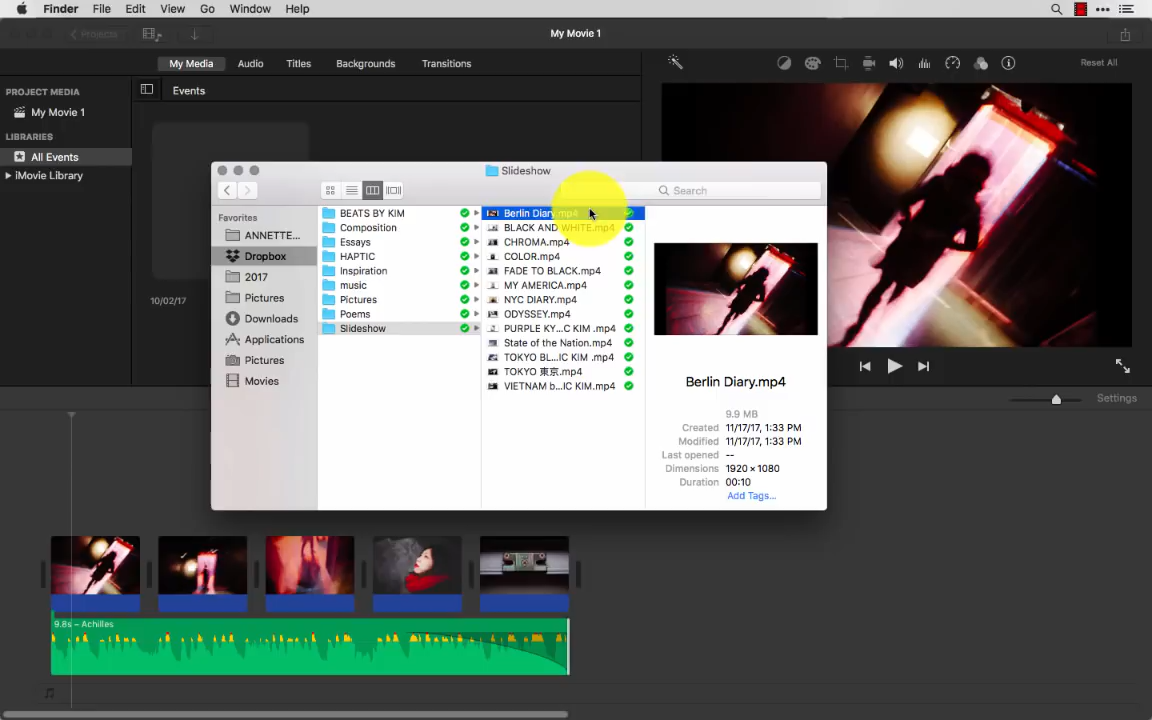 Finder File Edit View Go Window Help
Projects
My Movie 1
My Media Audio Titles Backgrounds Transitions
Reset All
PROJECT MEDIA
My Movie 1
LIBRARIES
All Events
iMovie Library
Events
10/02/17
Slideshow
Search
Favorites
ANNETTE...
Dropbox
2017
Pictures
Downloads
Applications
Pictures
Movies
BEATS BY KIM
Composition
Essays
HAPTIC
Inspiration
music
Pictures
Poems
Slideshow
Berlin Diary.mp4
BLACK AND WHITE.mp4
CHROMA.mp4
COLOR.mp4
FADE TO BLACK.mp4
MY AMERICA.mp4
NYC DIARY.mp4
ODYSSEY.mp4
PURPLE KY...C KIM .mp4
State of the Nation.mp4
TOKYO BL...IC KIM .mp4
TOKYO 東京.mp4
VIETNAM b...IC KIM.mp4
Berlin Diary.mp4
9.9 MB
Created 11/17/17, 1:33 PM
Modified 11/17/17, 1:33 PM
Last opened --
Dimensions 1920 × 1080
Duration 00:10
Add Tags...
Settings
9.8s – Achilles